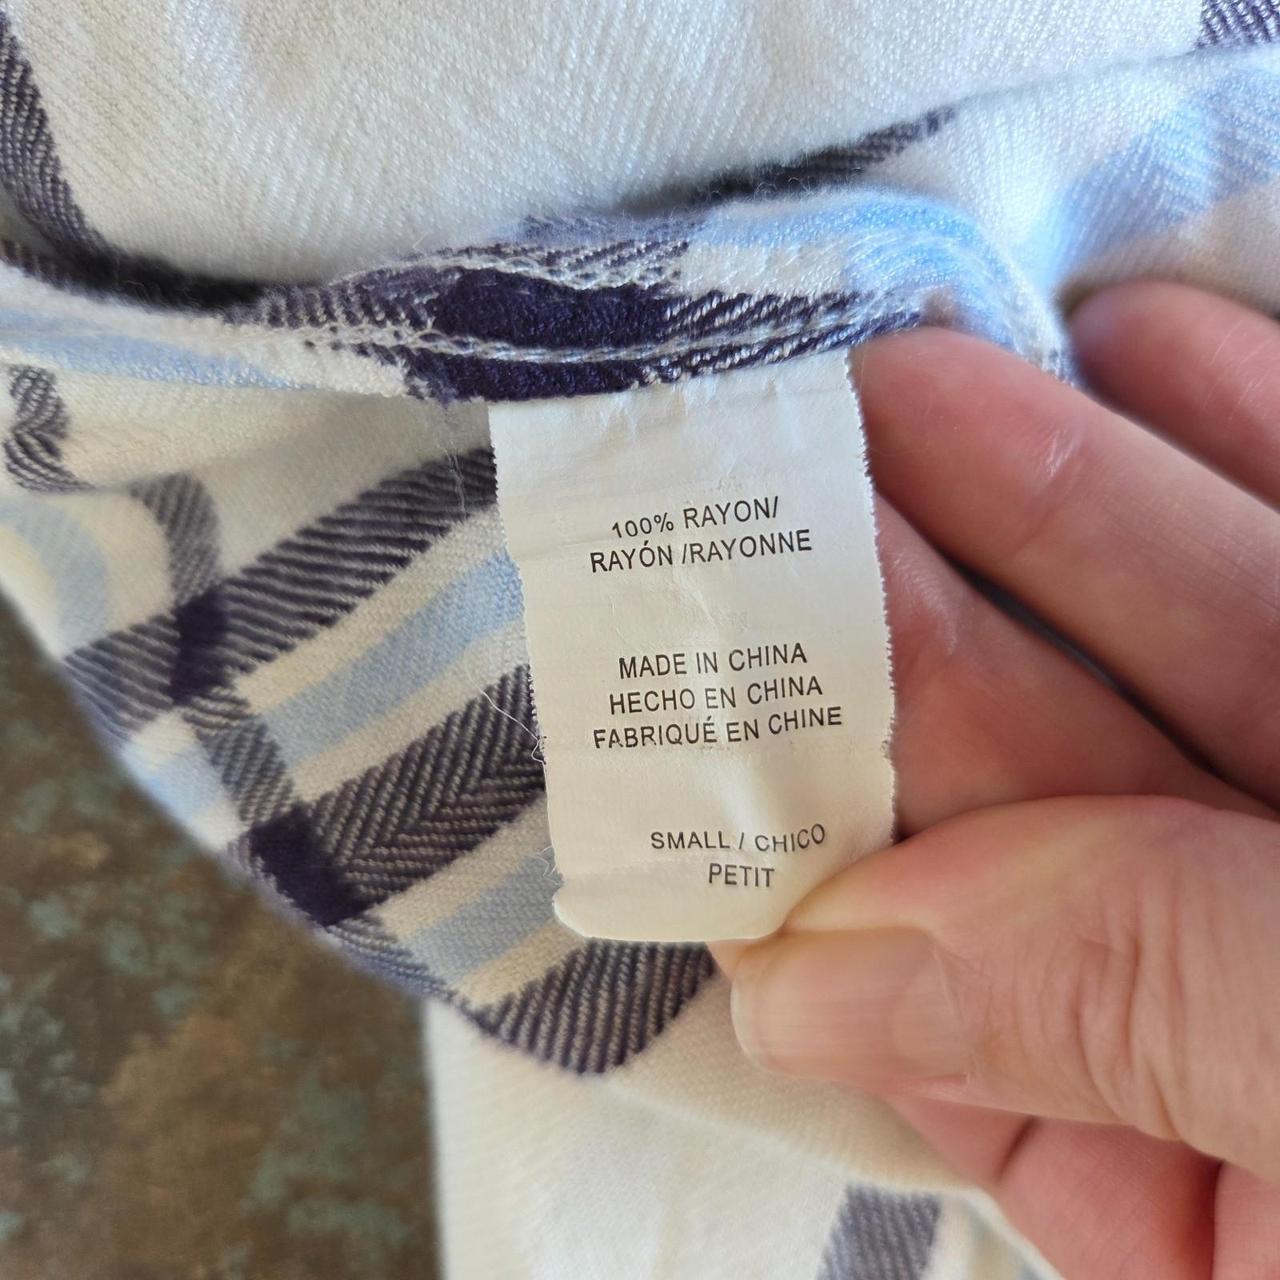 100% RAYON/
RAYÓN /RAYONNE
MADE IN CHINA
HECHO EN CHINA
FABRIQUÉ EN CHINE
SMALL / CHICO
PETIT